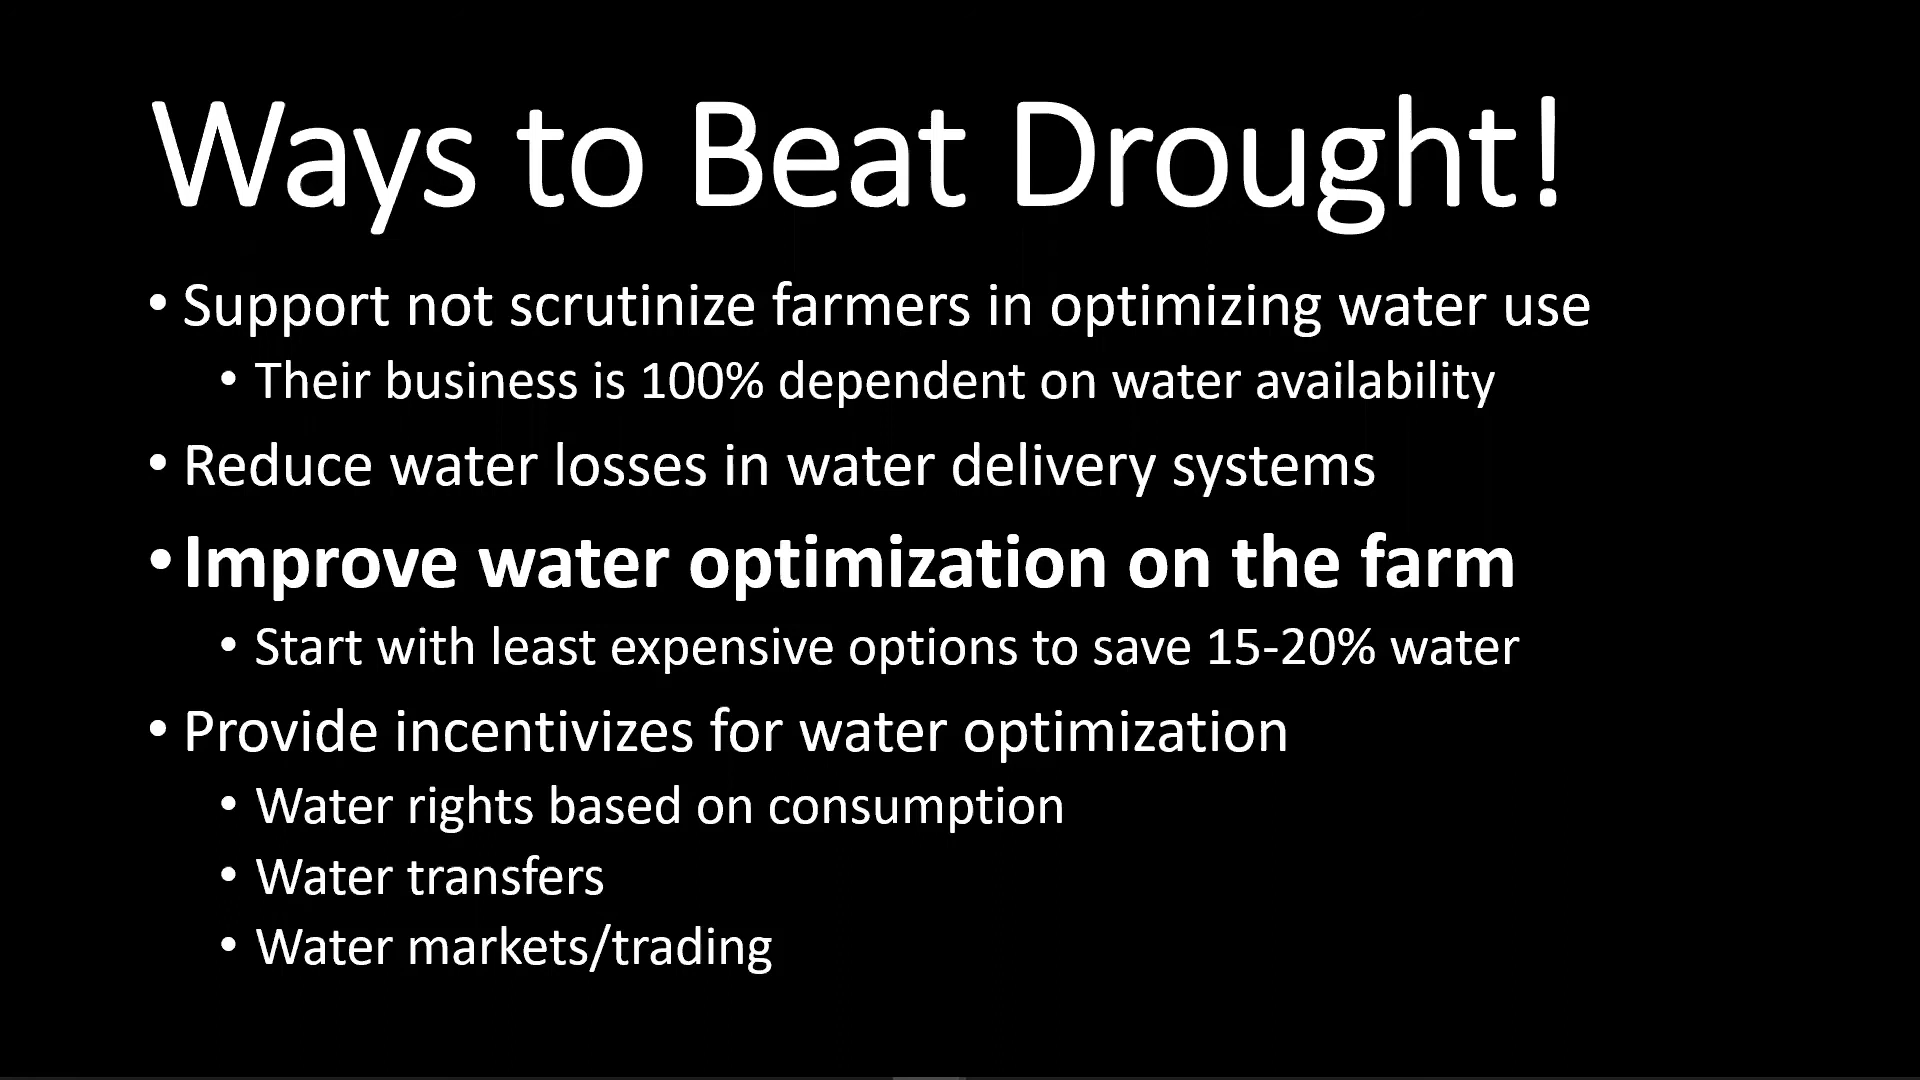 Ways to Beat Drought!
• Support not scrutinize farmers in optimizing water use
• Their business is 100% dependent on water availability
• Reduce water losses in water delivery systems
• Improve water optimization on the farm
• Start with least expensive options to save 15-20% water
• Provide incentivizes for water optimization
• Water rights based on consumption
• Water transfers
• Water markets/trading